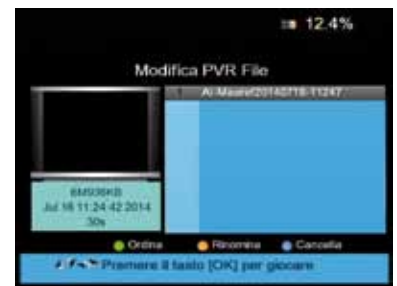 12.4%
Modifica PVR File
1 Al-Maaref20140716-11247
6M936KB
Jul 16 11:24:42 2014
30s
Ordina Rinomina Cancella
Premere il tasto [OK] per giocare